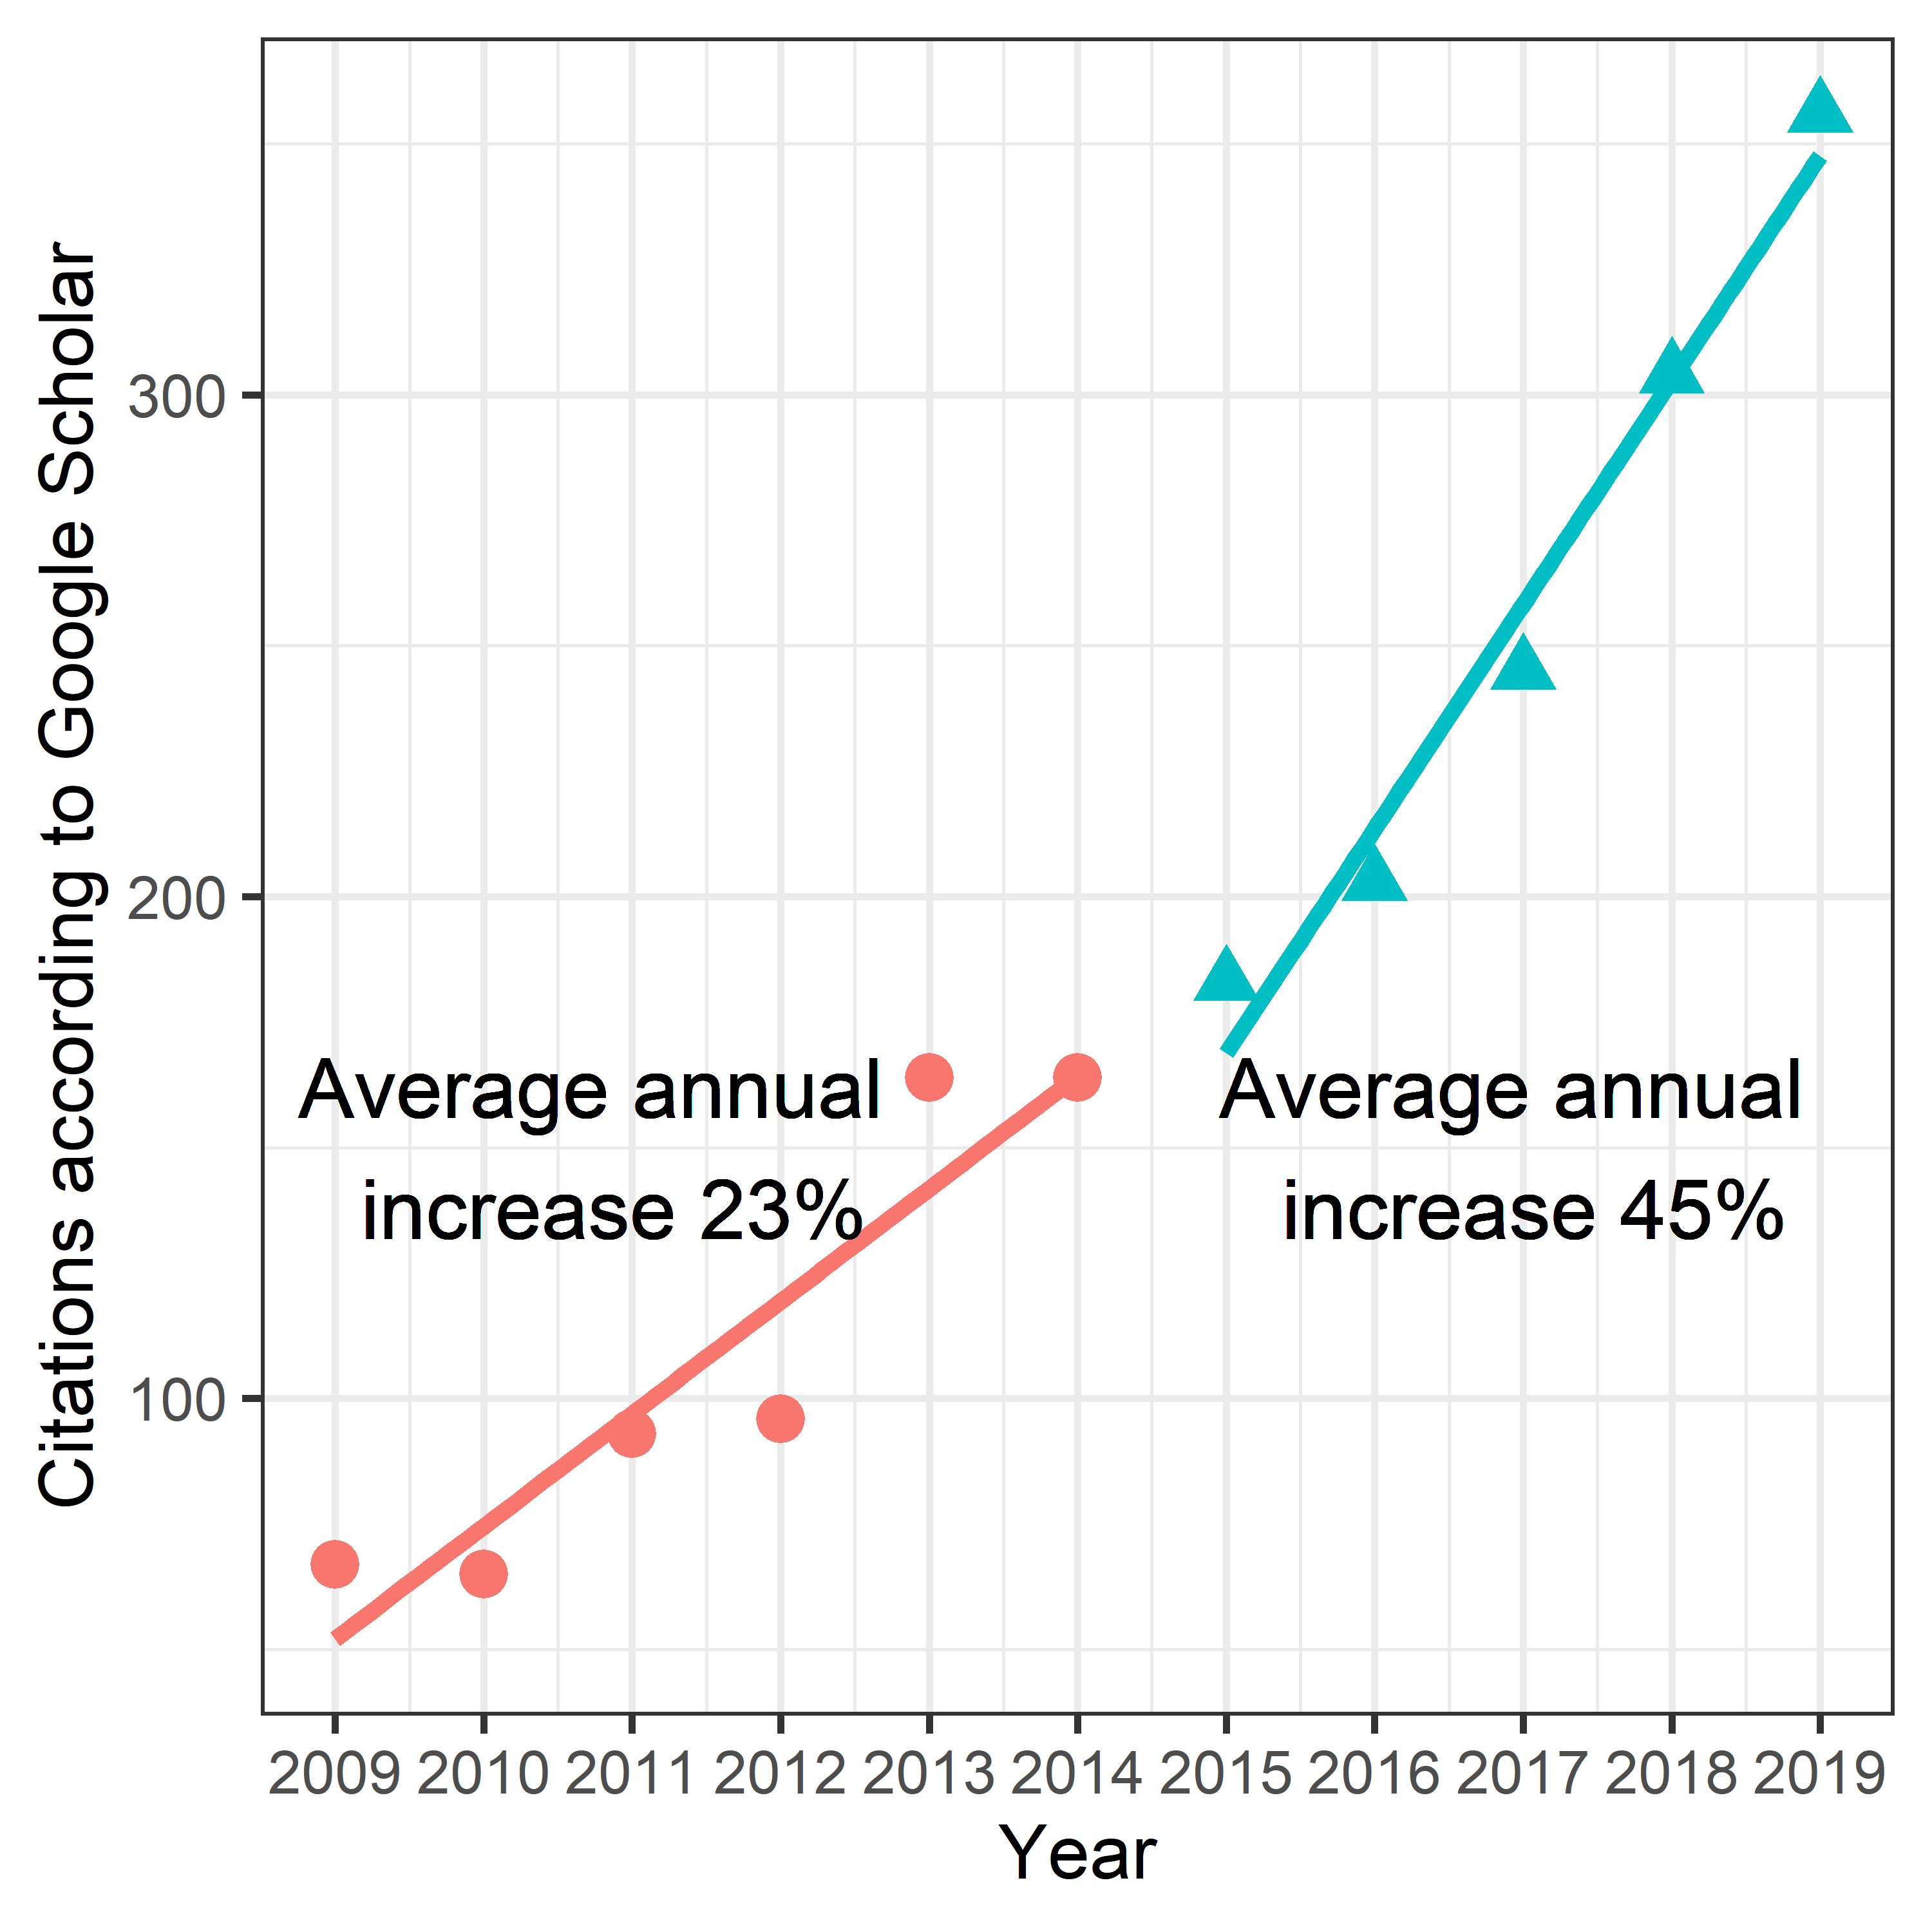 Citations according to Google Scholar
300
200
100
Average annual
increase 23%
Average annual
increase 45%
2009 2010 2011 2012 2013 2014 2015 2016 2017 2018 2019
Year